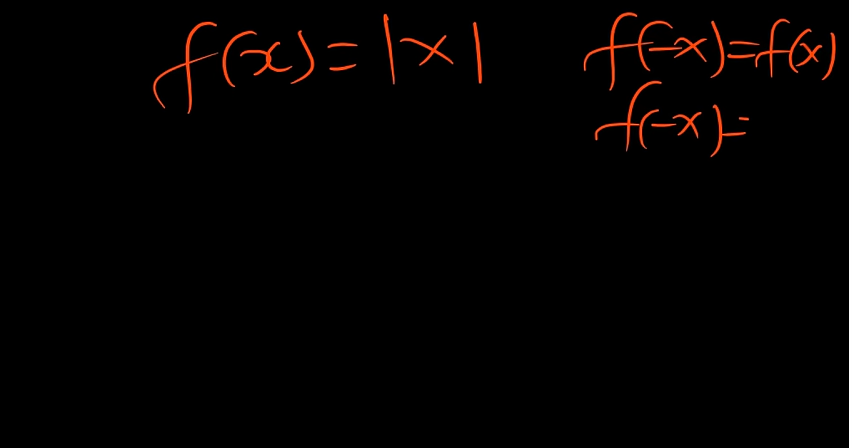 f(x) = |x|
f(-x) = f(x)
f(-x) =